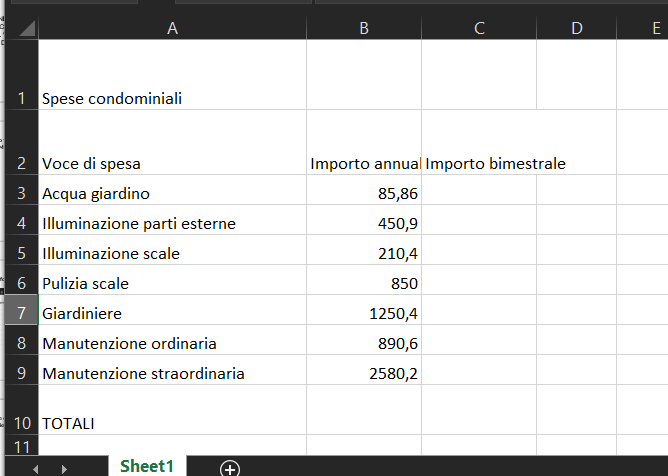 A B C D E
1 Spese condominiali
2 Voce di spesa Importo annual Importo bimestrale
3 Acqua giardino 85,86
4 Illuminazione parti esterne 450,9
5 Illuminazione scale 210,4
6 Pulizia scale 850
7 Giardiniere 1250,4
8 Manutenzione ordinaria 890,6
9 Manutenzione straordinaria 2580,2
10 TOTALI
11
Sheet1